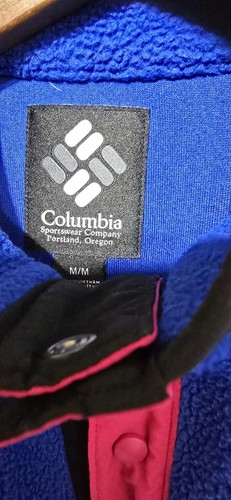 Columbia
Sportswear Company
Portland, Oregon
M/M